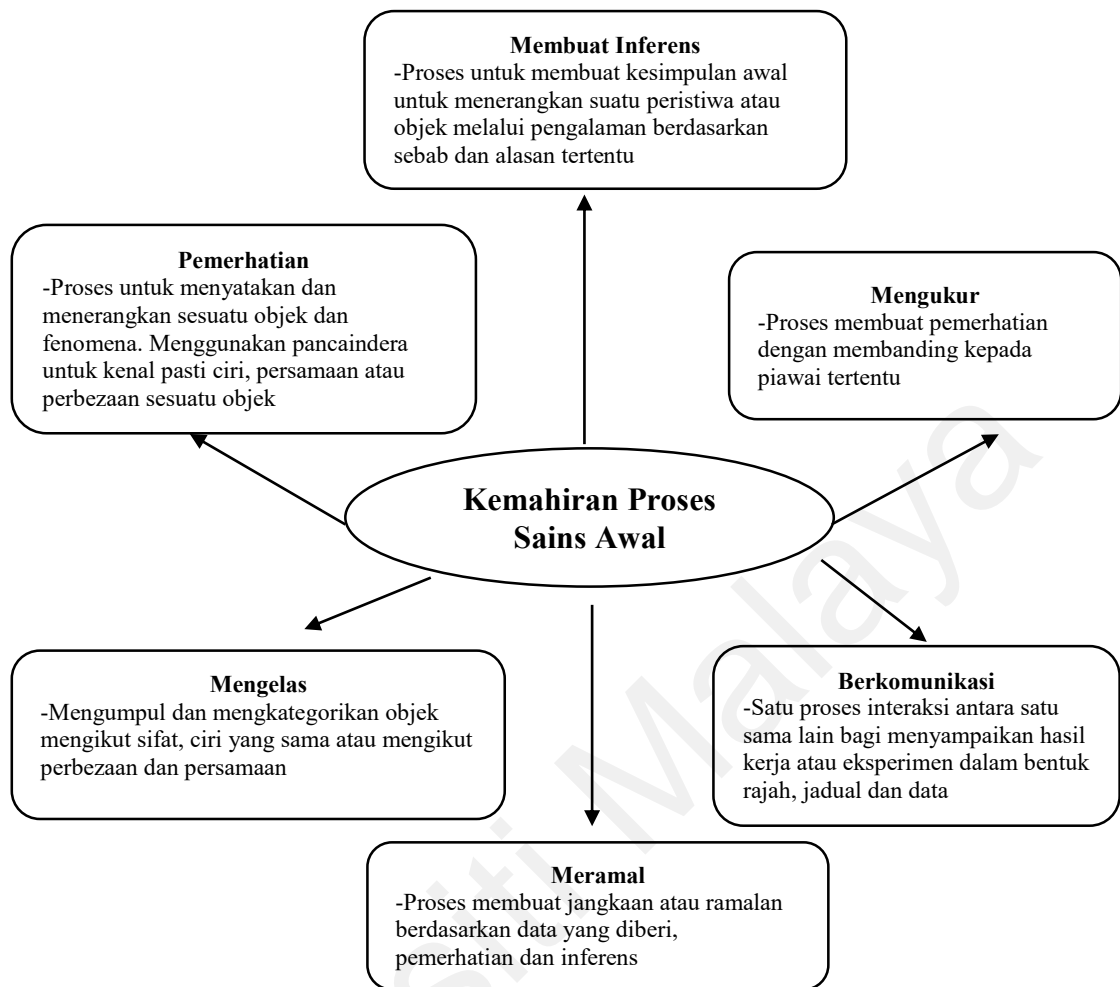 Membuat Inferens
-Proses untuk membuat kesimpulan awal
untuk menerangkan suatu peristiwa atau
objek melalui pengalaman berdasarkan
sebab dan alasan tertentu
Pemerhatian
-Proses untuk menyatakan dan
menerangkan sesuatu objek dan
fenomena. Menggunakan pancaindera
untuk kenal pasti ciri, persamaan atau
perbezaan sesuatu objek
Mengukur
-Proses membuat pemerhatian
dengan membanding kepada
piawai tertentu
Kemahiran Proses
Sains Awal
Mengelas
-Mengumpul dan mengkategorikan objek
mengikut sifat, ciri yang sama atau mengikut
perbezaan dan persamaan
Berkomunikasi
-Satu proses interaksi antara satu
sama lain bagi menyampaikan hasil
kerja atau eksperimen dalam bentuk
rajah, jadual dan data
Meramal
-Proses membuat jangkaan atau ramalan
berdasarkan data yang diberi,
pemerhatian dan inferens
siti Malaya